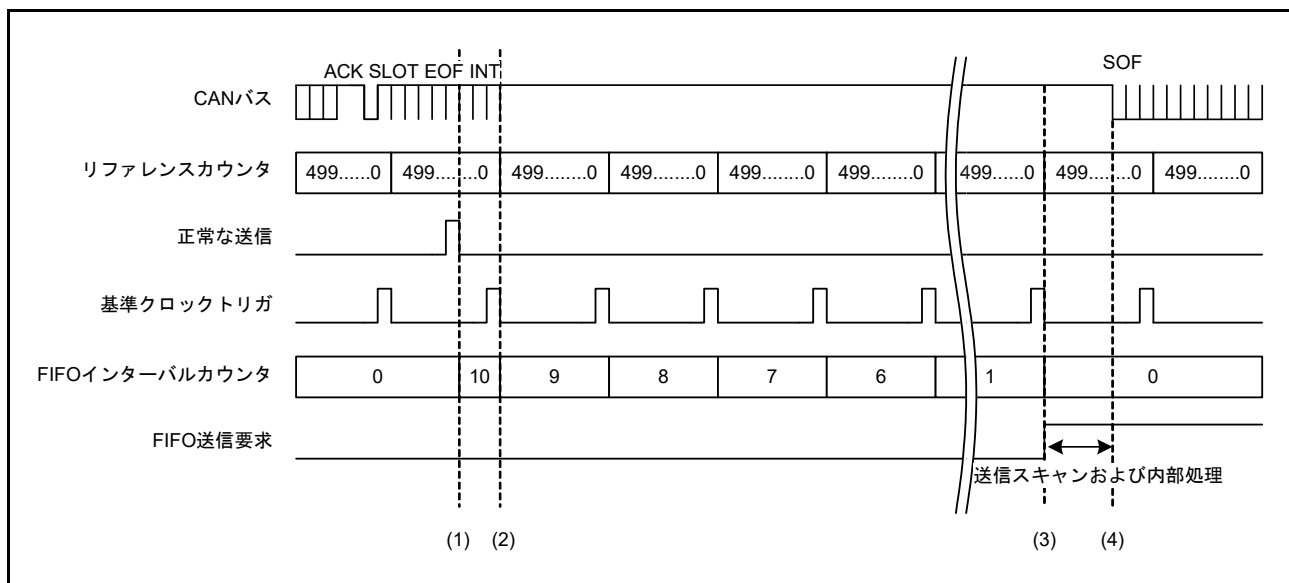 ACK SLOT EOF INT
SOF
CANバス
リファレンスカウンタ
499......0 499........0 499........0 499........0 499........0 499........0 499......0 499........0 499........0
正常な送信
基準クロックトリガ
FIFOインターバルカウンタ
0 10 9 8 7 6 1 0
FIFO送信要求
送信スキャンおよび内部処理
(1) (2) (3) (4)